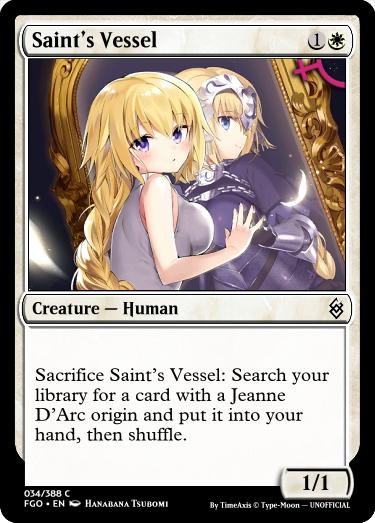 Saint's Vessel 1
Creature — Human
Sacrifice Saint's Vessel: Search your
library for a card with a Jeanne
D'Arc origin and put it into your
hand, then shuffle.
1/1
034/388 C
FGO • EN Hanabana Tsubomi
By TimeAxis © Type-Moon — UNOFFICIAL